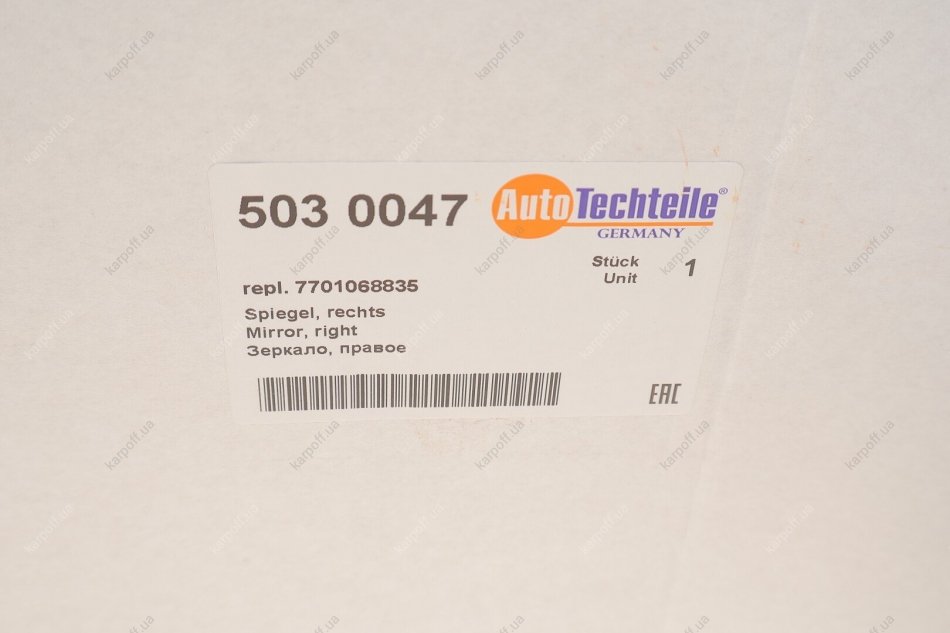 503 0047
AutoTechteile®
GERMANY
Stück
Unit
1
repl. 7701068835
Spiegel, rechts
Mirror, right
Зеркало, правое
EAC
karpoff.ua